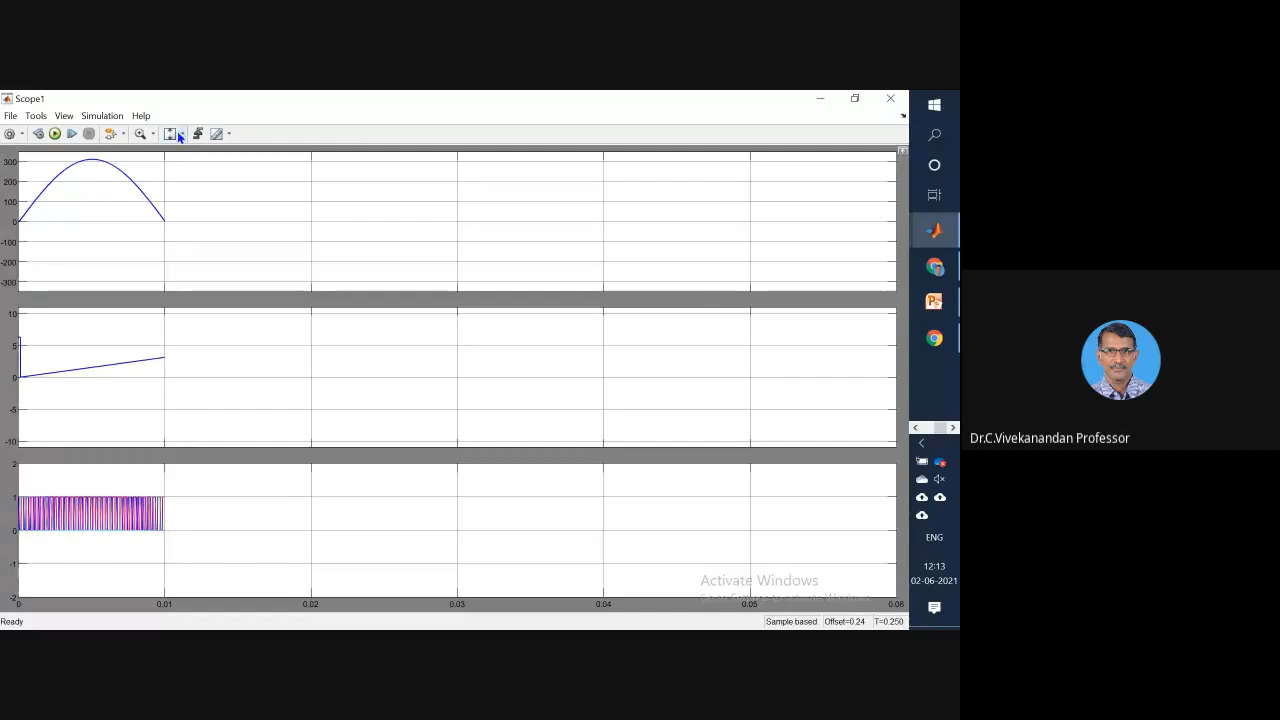 Scope1
File Tools View Simulation Help
300
200
100
0
-100
-200
-300
10
5
0
-5
-10
2
1
0
-1
-2
0 0.01 0.02 0.03 0.04 0.05 0.06
Activate Windows
Ready
Sample based Offset=0.24 T=0.250
ENG
12:13
02-06-2021
Dr.C.Vivekanandan Professor